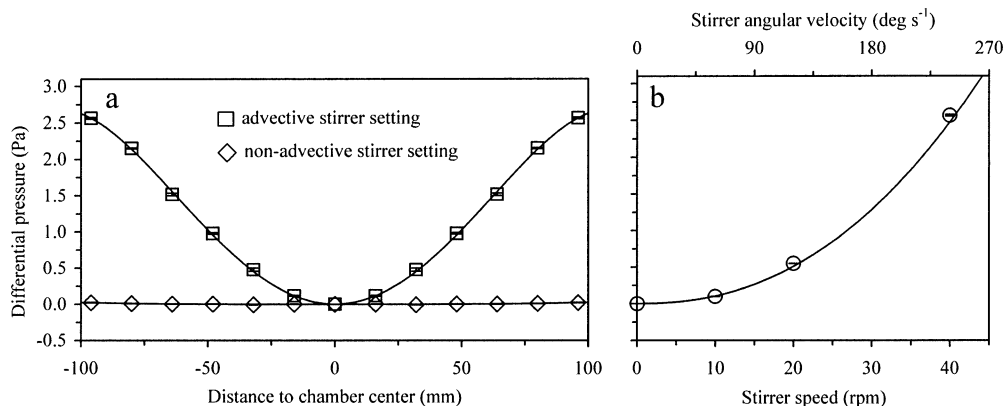 Stirrer angular velocity (deg s-1)
0 90 180 270
3.0
2.5
2.0
1.5
1.0
0.5
0.0
-0.5
Differential pressure (Pa)
a
advective stirrer setting
non-advective stirrer setting
b
-100 -50 0 50 100
0 10 20 30 40
Distance to chamber center (mm)
Stirrer speed (rpm)